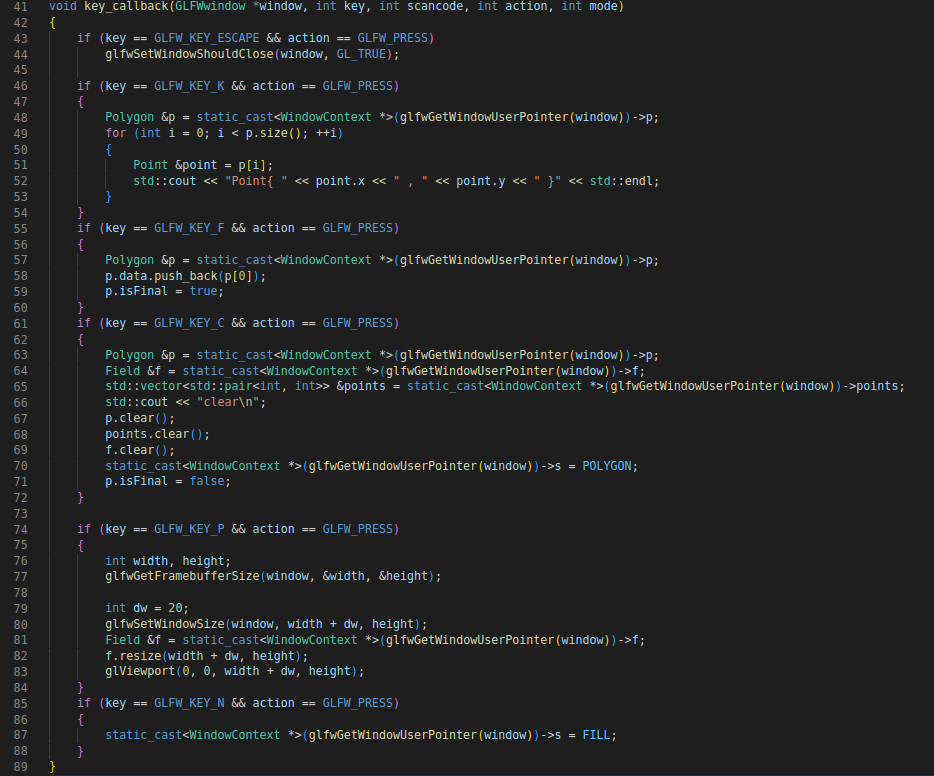 41 void key_callback(GLFWwindow *window, int key, int scancode, int action, int mode)
42 {
43     if (key == GLFW_KEY_ESCAPE && action == GLFW_PRESS)
44         glfwSetWindowShouldClose(window, GL_TRUE);
45
46     if (key == GLFW_KEY_K && action == GLFW_PRESS)
47     {
48         Polygon &p = static_cast<WindowContext *>(glfwGetWindowUserPointer(window))->p;
49         for (int i = 0; i < p.size(); ++i)
50         {
51             Point &point = p[i];
52             std::cout << "Point{ " << point.x << " , " << point.y << " }" << std::endl;
53         }
54     }
55     if (key == GLFW_KEY_F && action == GLFW_PRESS)
56     {
57         Polygon &p = static_cast<WindowContext *>(glfwGetWindowUserPointer(window))->p;
58         p.data.push_back(p[0]);
59         p.isFinal = true;
60     }
61     if (key == GLFW_KEY_C && action == GLFW_PRESS)
62     {
63         Polygon &p = static_cast<WindowContext *>(glfwGetWindowUserPointer(window))->p;
64         Field &f = static_cast<WindowContext *>(glfwGetWindowUserPointer(window))->f;
65         std::vector<std::pair<int, int>> &points = static_cast<WindowContext *>(glfwGetWindowUserPointer(window))->points;
66         std::cout << "clear\n";
67         p.clear();
68         points.clear();
69         f.clear();
70         static_cast<WindowContext *>(glfwGetWindowUserPointer(window))->s = POLYGON;
71         p.isFinal = false;
72     }
73
74     if (key == GLFW_KEY_P && action == GLFW_PRESS)
75     {
76         int width, height;
77         glfwGetFramebufferSize(window, &width, &height);
78
79         int dw = 20;
80         glfwSetWindowSize(window, width + dw, height);
81         Field &f = static_cast<WindowContext *>(glfwGetWindowUserPointer(window))->f;
82         f.resize(width + dw, height);
83         glViewport(0, 0, width + dw, height);
84     }
85     if (key == GLFW_KEY_N && action == GLFW_PRESS)
86     {
87         static_cast<WindowContext *>(glfwGetWindowUserPointer(window))->s = FILL;
88     }
89 }